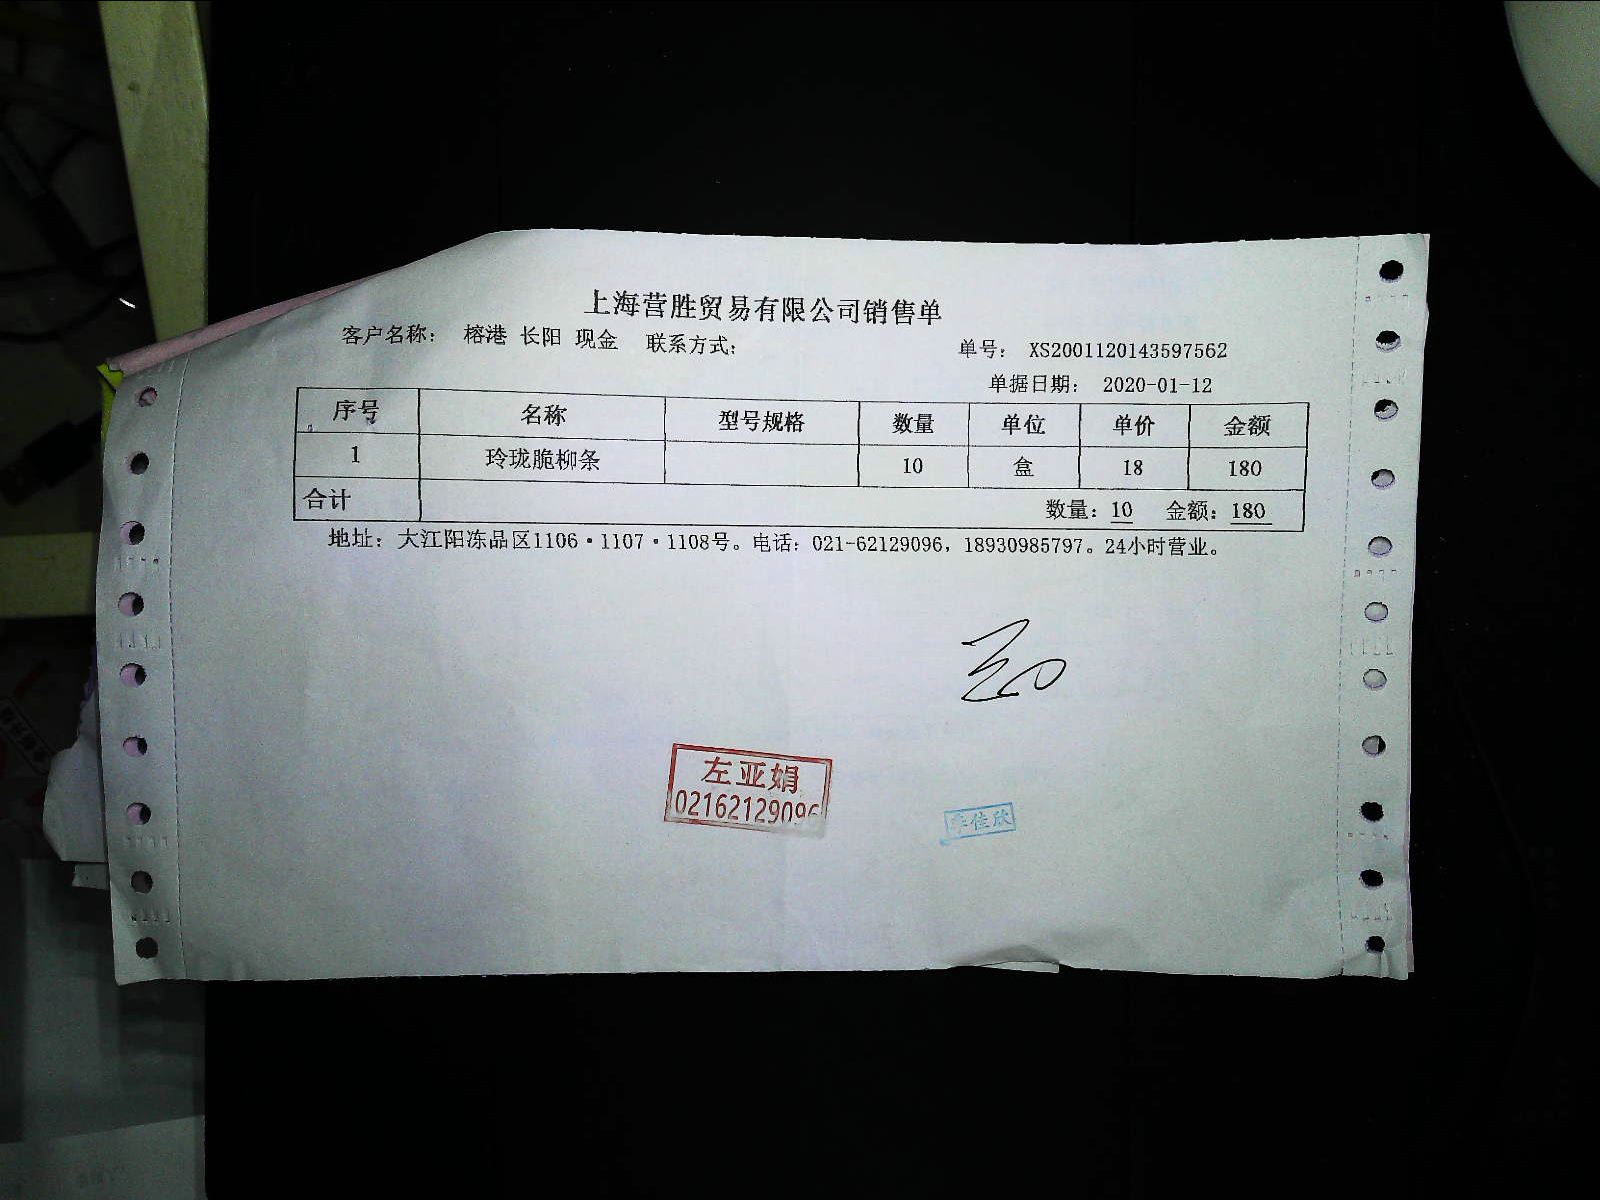 上海营胜贸易有限公司销售单
客户名称： 榕港 长阳 现金 联系方式： 单号： XS2001120143597562
单据日期： 2020-01-12
序号 名称 型号规格 数量 单位 单价 金额
1 玲珑脆柳条 10 盒 18 180
合计 数量：10 金额：180
地址：大江阳冻品区1106·1107·1108号。电话：021-62129096，18930985797。24小时营业。
左亚娟
02162129096
佳欣